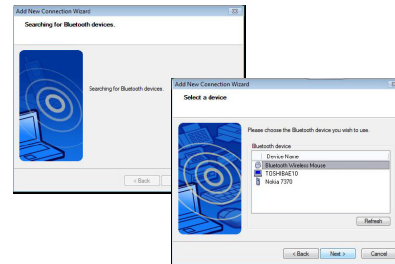 Add New Connection Wizard
Searching for Bluetooth devices.
Searching for Bluetooth devices.
< Back
Add New Connection Wizard
Select a device
Please choose the Bluetooth device you wish to use.
Bluetooth device
Device Name
Bluetooth Wireless Mouse
TOSHIBAE10
Nokia 7370
Refresh
< Back
Next >
Cancel